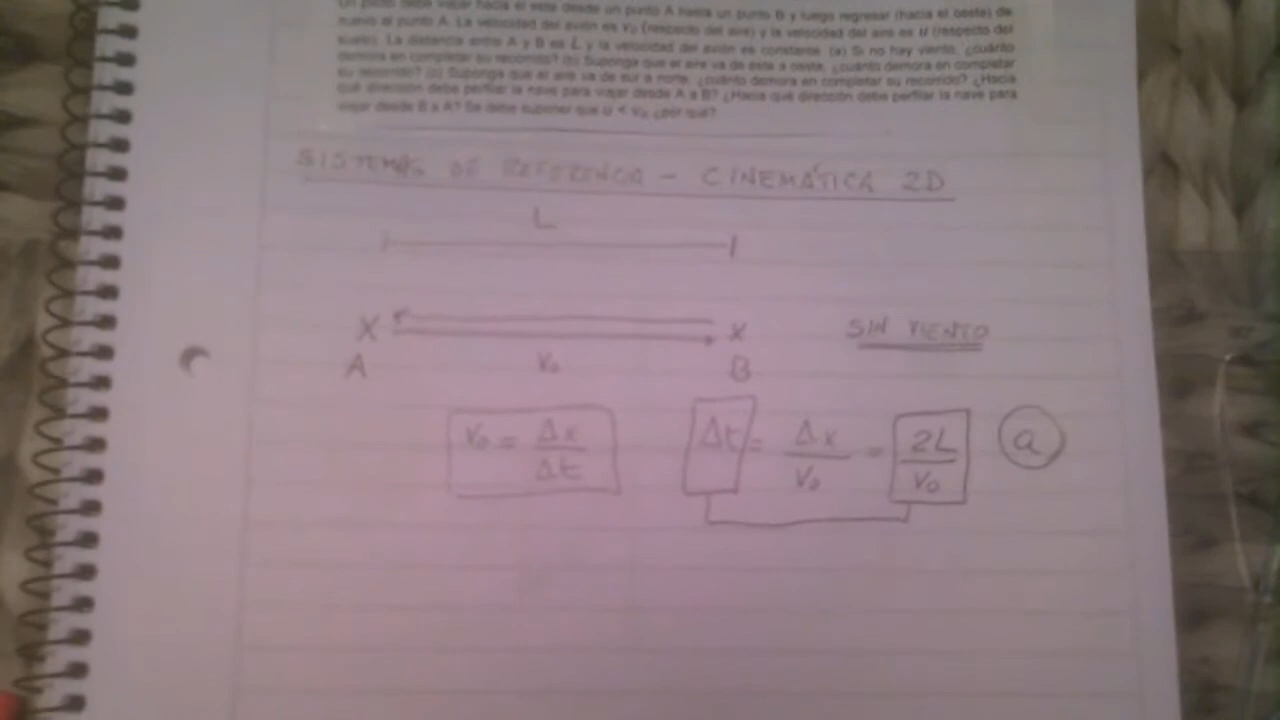 Un piloto debe viajar hacia el este desde un punto A hasta un punto B y luego regresar (hacia el oeste) de
nuevo al punto A. La velocidad del avión es v₀ (respecto del aire) y la velocidad del aire es u (respecto del
suelo). La distancia entre A y B es L y la velocidad del avión es constante. (a) Si no hay viento, ¿cuánto
demora en completar su recorrido? (b) Suponga que el aire va de este a oeste, ¿cuánto demora en completar
su recorrido? (c) Suponga que el aire va de sur a norte, ¿cuánto demora en completar su recorrido? ¿Hacia
qué dirección debe perfilar la nave para viajar desde A a B? ¿Hacia qué dirección debe perfilar la nave para
viajar desde B a A? Se debe suponer que u < v₀ ¿por qué?
SISTEMAS DE REFERENCIA - CINEMÁTICA 2D
L
X X SIN VIENTO
A V₀ B
V₀ = Δx/Δt Δt = Δx/V₀ = 2L/V₀ a